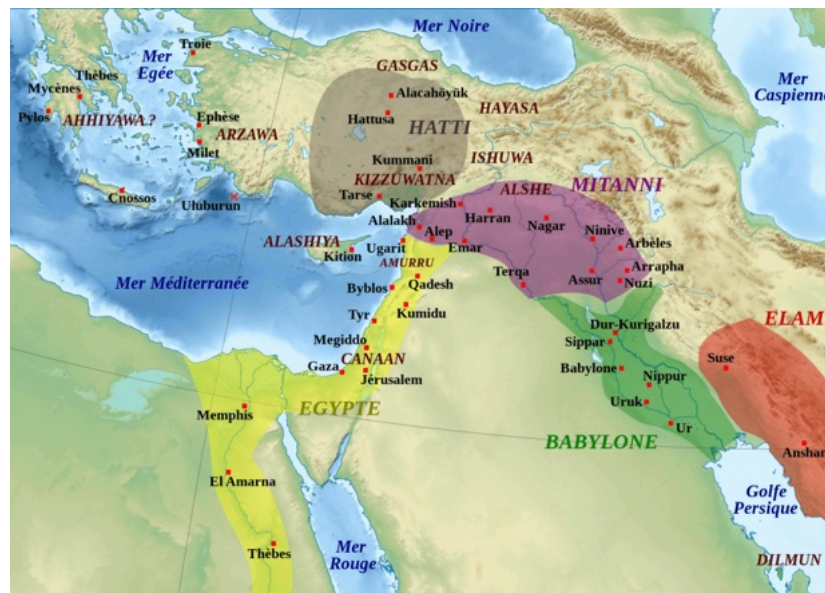 Mer Noire
Troie
Mer
Egée
Thèbes
Mycènes
Pylos
AHHIYAWA ?
Ephèse
ARZAWA
Milet
Cnossos
Uluburun
GASGAS
Alacahöyük
Hattusa
HATTI
HAYASA
Kummani
ISHUWA
KIZZUWATNA
Tarse
Karkemish
ALSHE
MITANNI
Mer
Caspienne
Harran
Nagar
Ninive
Arbèles
Alalakh
Alep
Emar
Ugarit
ALASHIYA
Kition
AMURRU
Terqa
Assur
Arrapha
Nuzi
Mer Méditerranée
Byblos
Qadesh
Kumidu
Tyr
Megiddo
CANAAN
Gaza
Jérusalem
Dur-Kurigalzu
Sippar
Babylone
Nippur
Uruk
Ur
BABYLONE
ELAM
Suse
Anshan
Memphis
EGYPTE
El Amarna
Thèbes
Mer
Rouge
Golfe
Persique
DILMUN